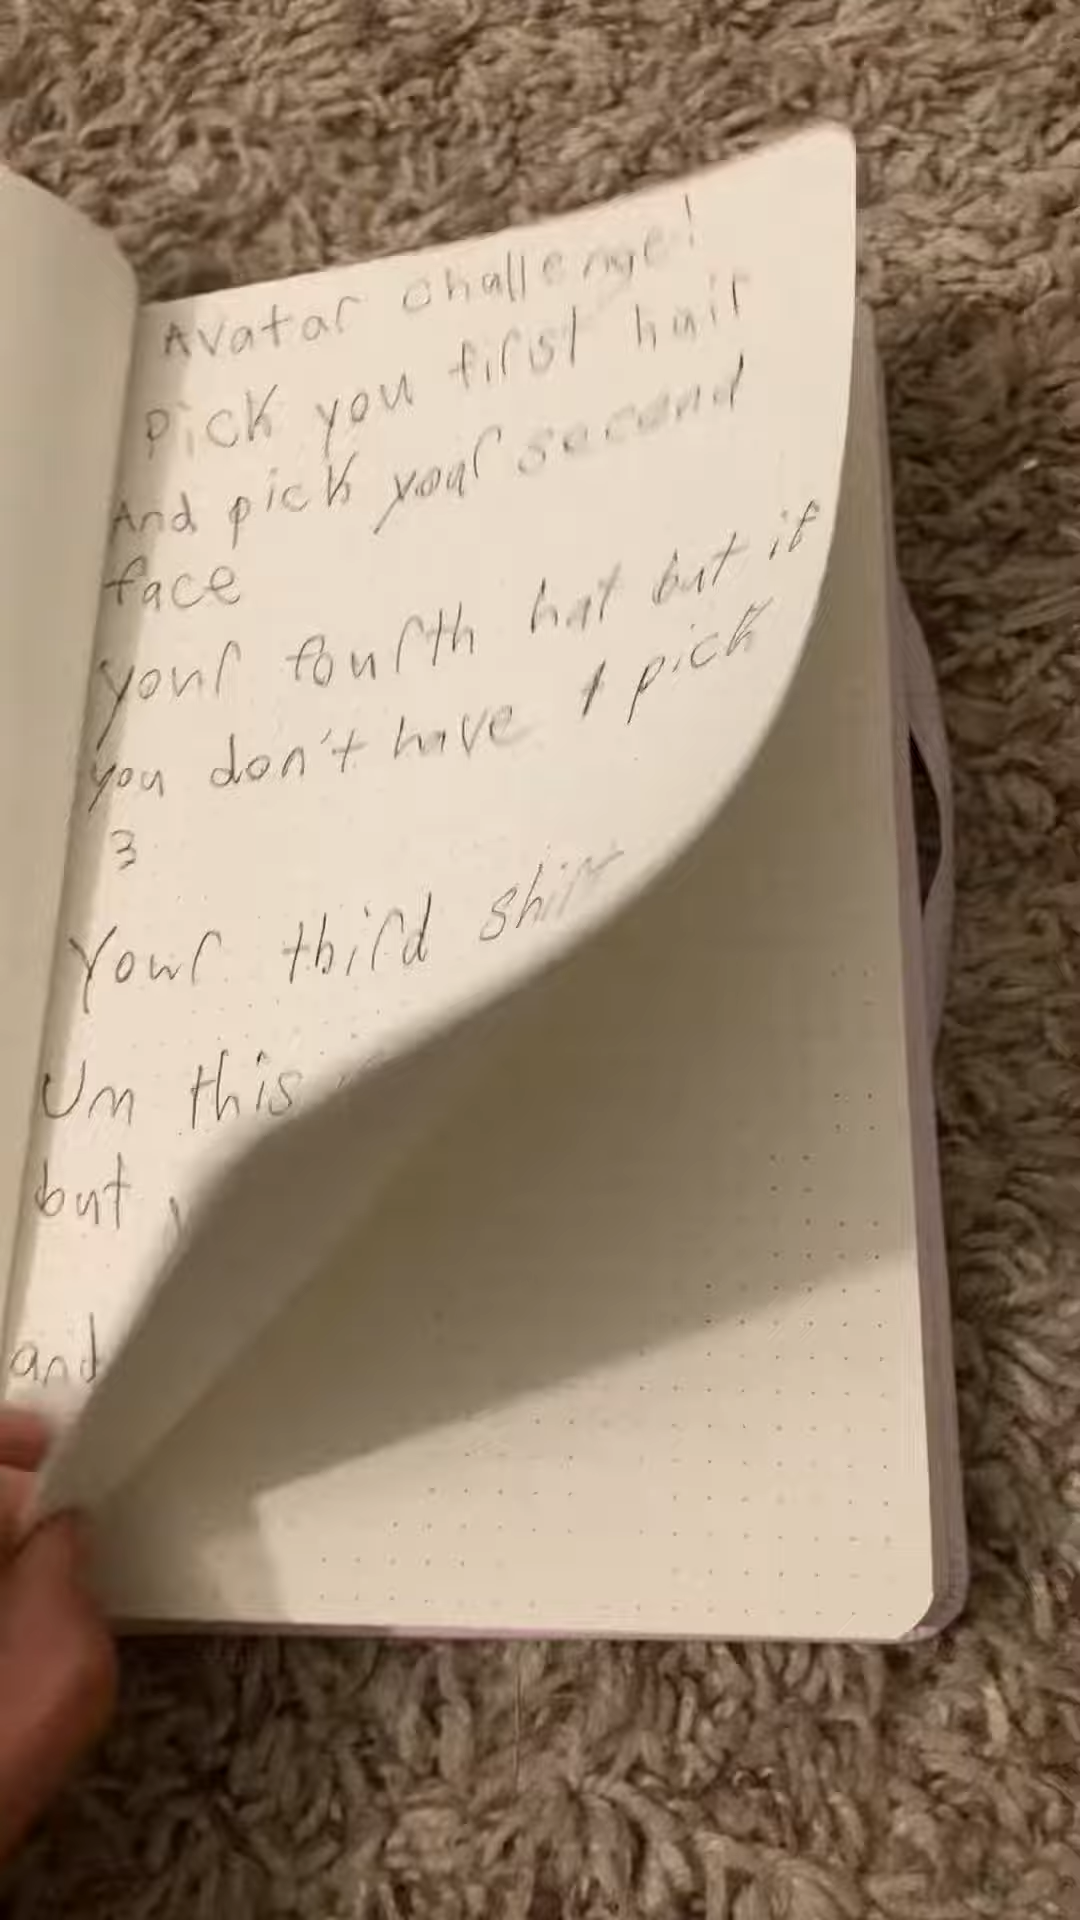 Avatar challenge!
Pick you first hair
And pick your second
face
your fourth hat but if
you don't have 4 pick
3
Your third shirt
Um this
but
and